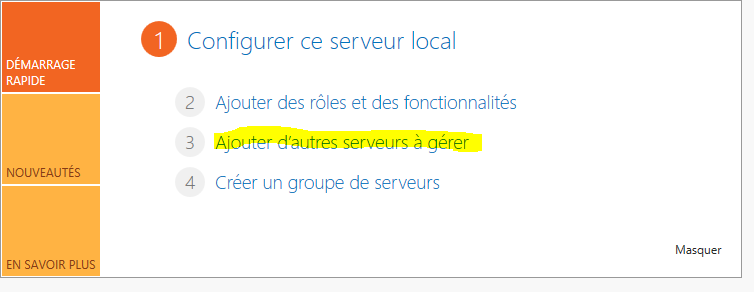 1 Configurer ce serveur local
DÉMARRAGE
RAPIDE
2 Ajouter des rôles et des fonctionnalités
3 Ajouter d'autres serveurs à gérer
NOUVEAUTÉS
4 Créer un groupe de serveurs
Masquer
EN SAVOIR PLUS